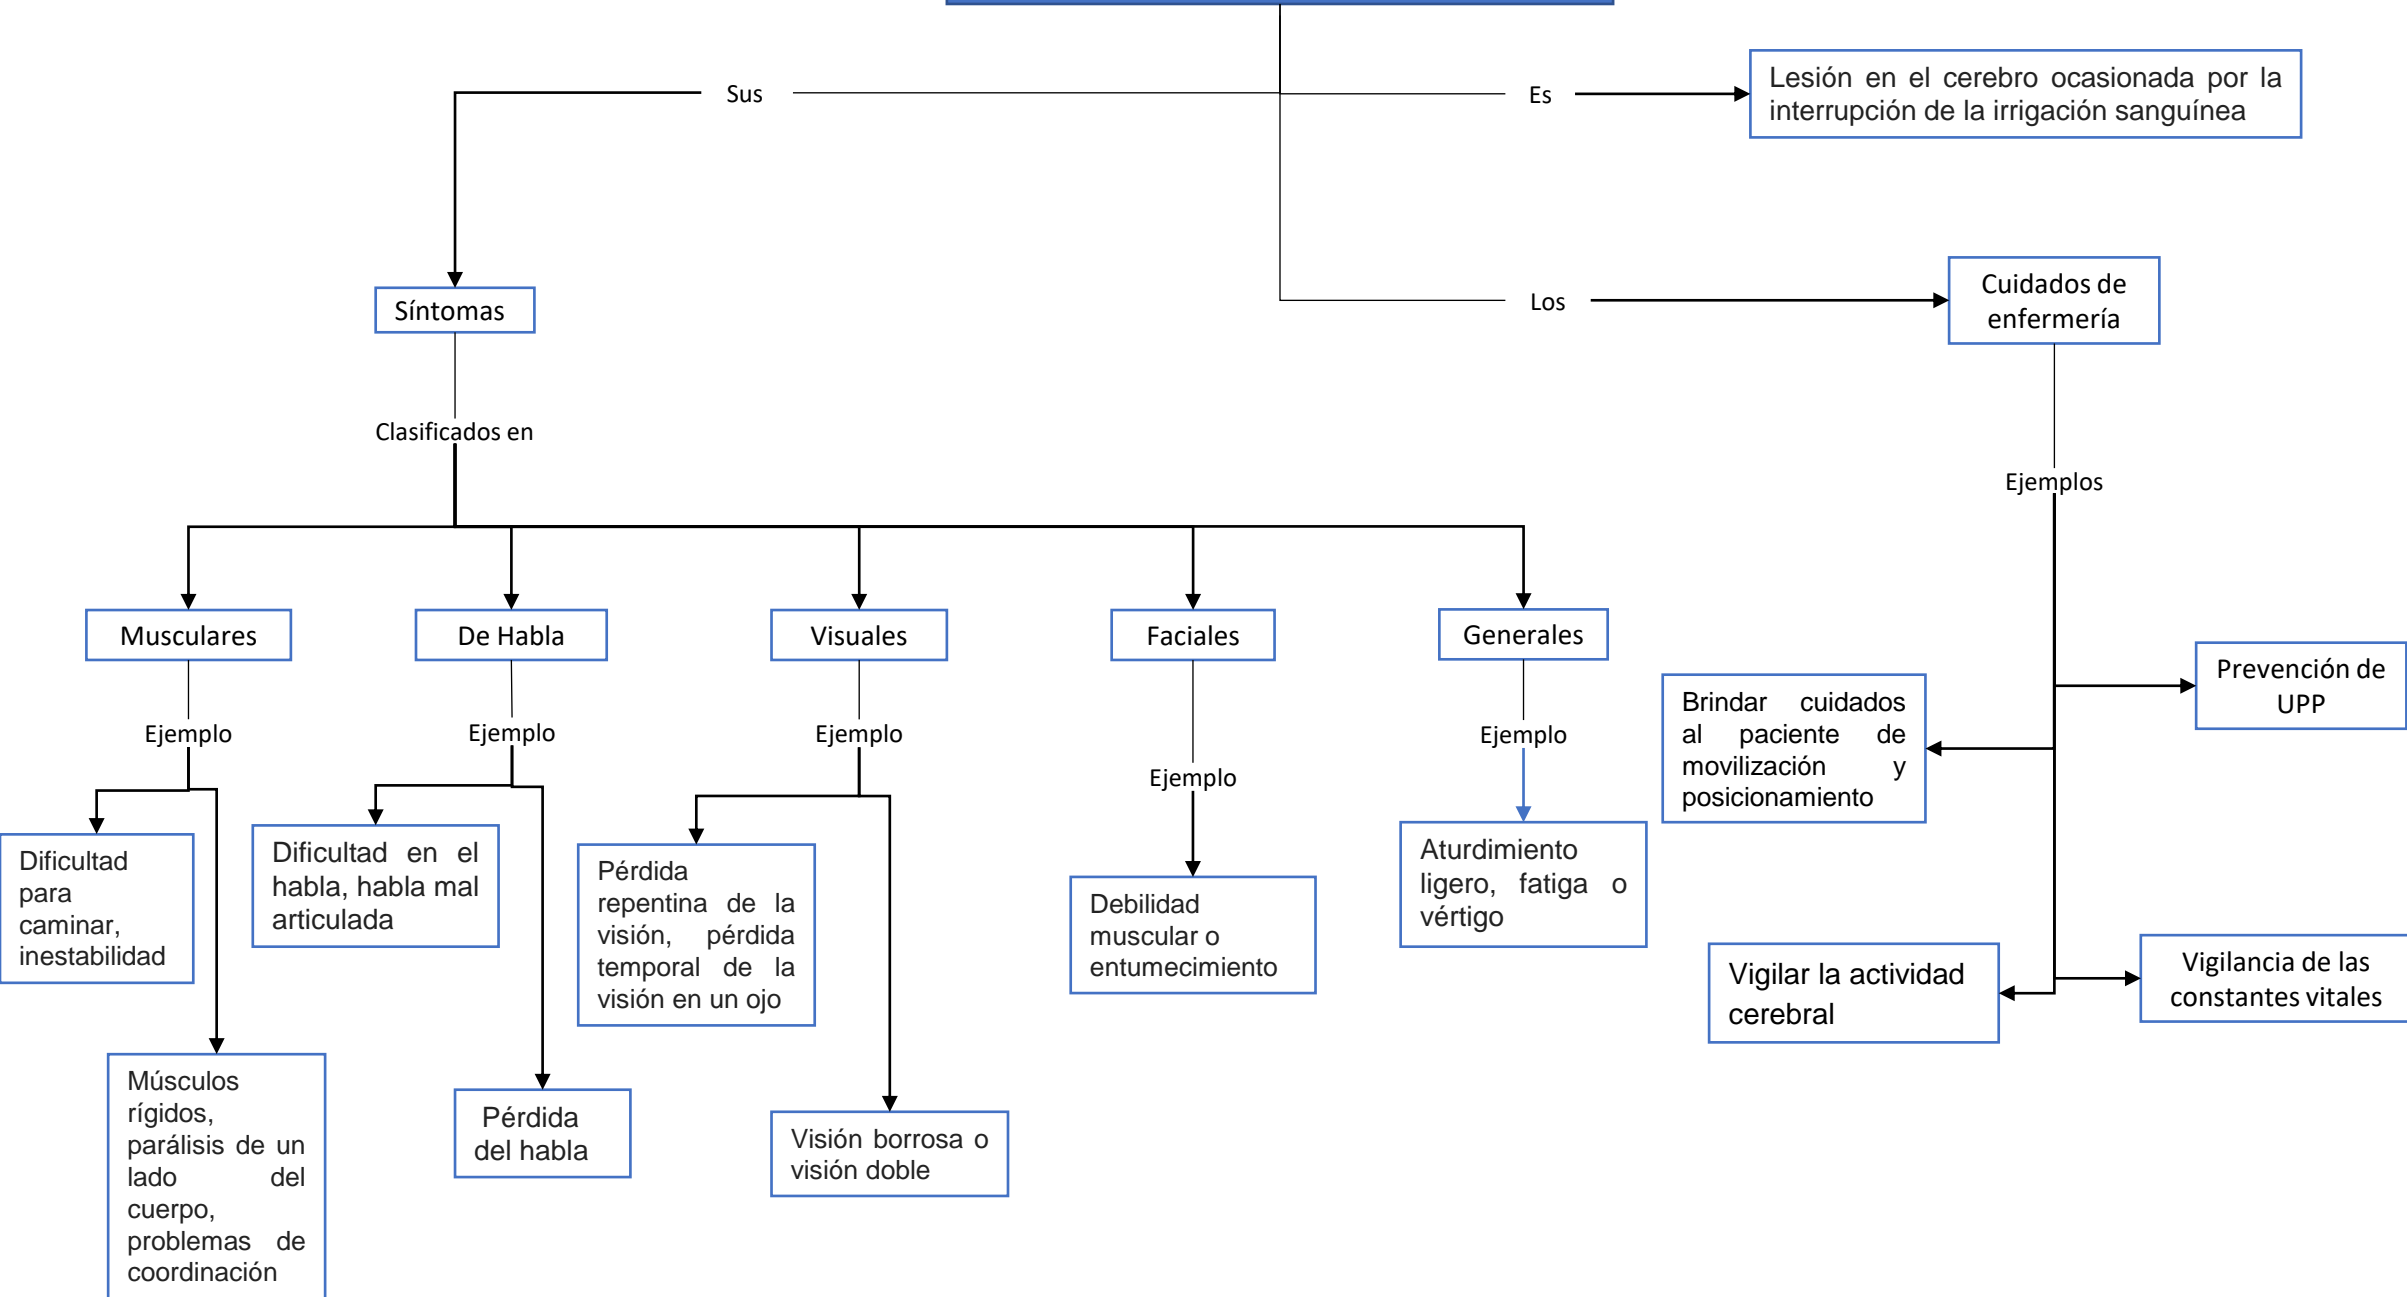 Sus
Es
Lesión en el cerebro ocasionada por la
interrupción de la irrigación sanguínea
Síntomas
Los
Cuidados de
enfermería
Clasificados en
Ejemplos
Musculares
De Habla
Visuales
Faciales
Generales
Ejemplo
Ejemplo
Ejemplo
Ejemplo
Ejemplo
Dificultad
para
caminar,
inestabilidad
Dificultad en el
habla, habla mal
articulada
Pérdida
repentina de la
visión, pérdida
temporal de la
visión en un ojo
Debilidad
muscular o
entumecimiento
Aturdimiento
ligero, fatiga o
vértigo
Brindar cuidados
al paciente de
movilización y
posicionamiento
Prevención de
UPP
Vigilar la actividad
cerebral
Vigilancia de las
constantes vitales
Músculos
rígidos,
parálisis de un
lado del
cuerpo,
problemas de
coordinación
Pérdida
del habla
Visión borrosa o
visión doble